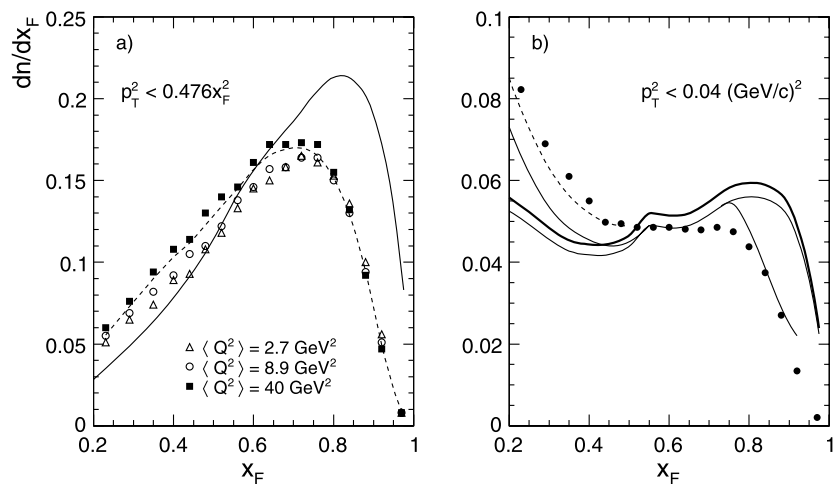 dn/dx_F
0.25
0.2
0.15
0.1
0.05
0
a)
p_T^2 < 0.476x_F^2
⟨ Q^2 ⟩ = 2.7 GeV^2
⟨ Q^2 ⟩ = 8.9 GeV^2
⟨ Q^2 ⟩ = 40 GeV^2
0.2 0.4 0.6 0.8 1
x_F
0.1
0.08
0.06
0.04
0.02
0
b)
p_T^2 < 0.04 (GeV/c)^2
0.2 0.4 0.6 0.8 1
x_F